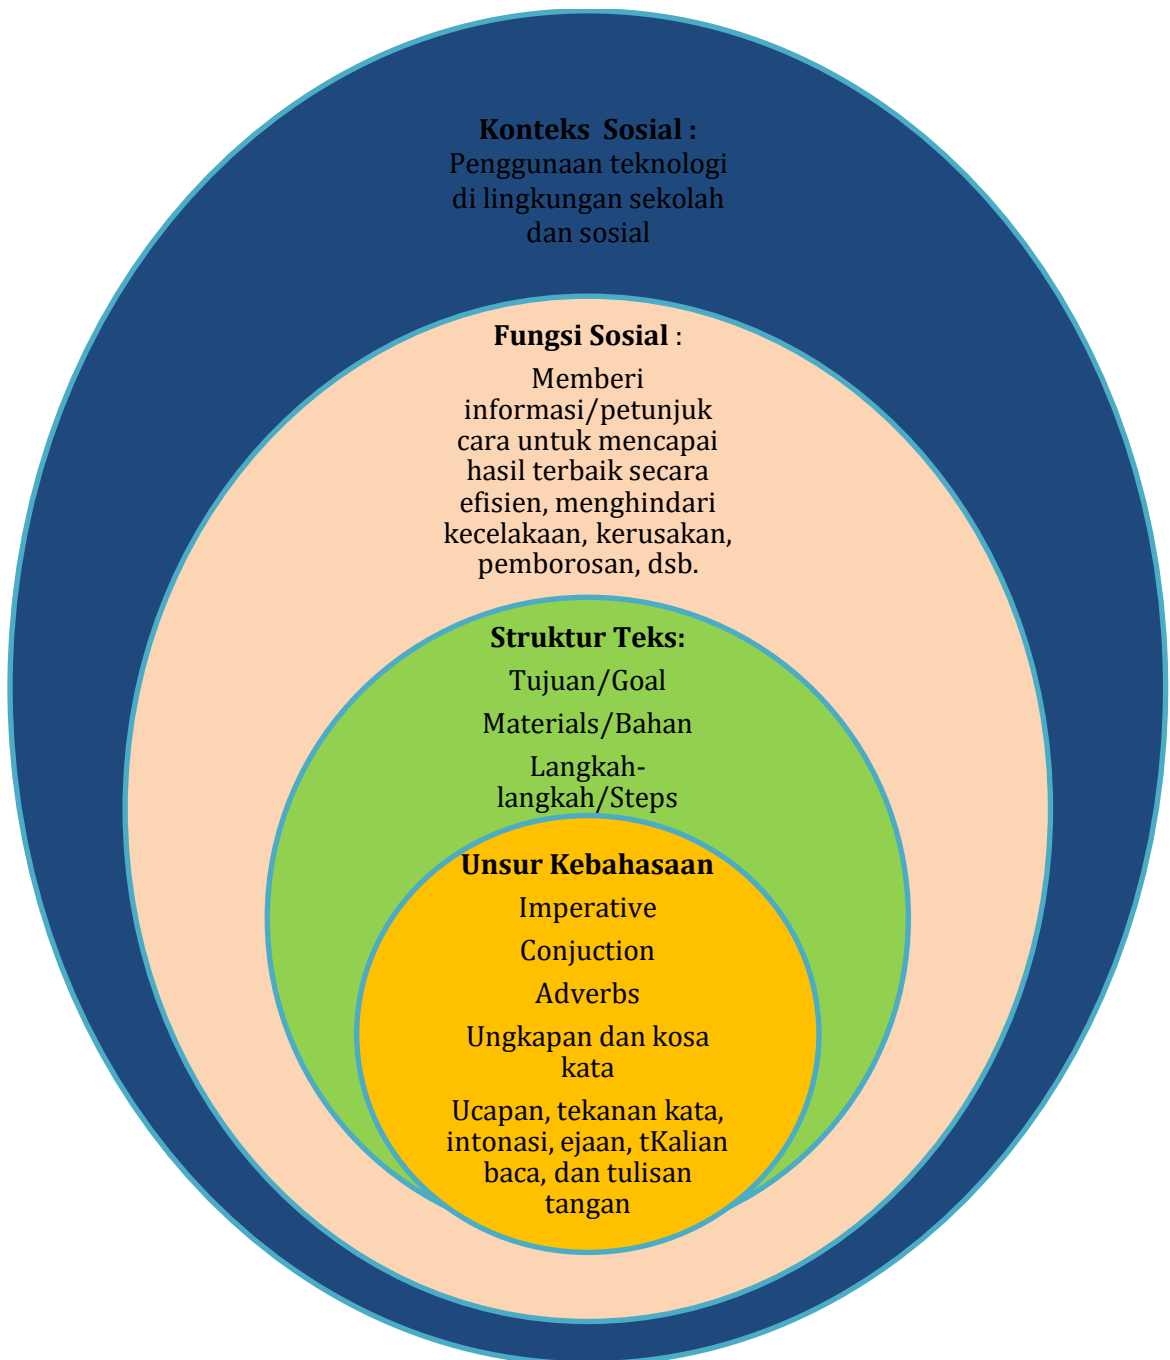 Konteks Sosial :
Penggunaan teknologi
di lingkungan sekolah
dan sosial
Fungsi Sosial :
Memberi
informasi/petunjuk
cara untuk mencapai
hasil terbaik secara
efisien, menghindari
kecelakaan, kerusakan,
pemborosan, dsb.
Struktur Teks:
Tujuan/Goal
Materials/Bahan
Langkah-
langkah/Steps
Unsur Kebahasaan
Imperative
Conjuction
Adverbs
Ungkapan dan kosa
kata
Ucapan, tekanan kata,
intonasi, ejaan, tKalian
baca, dan tulisan
tangan